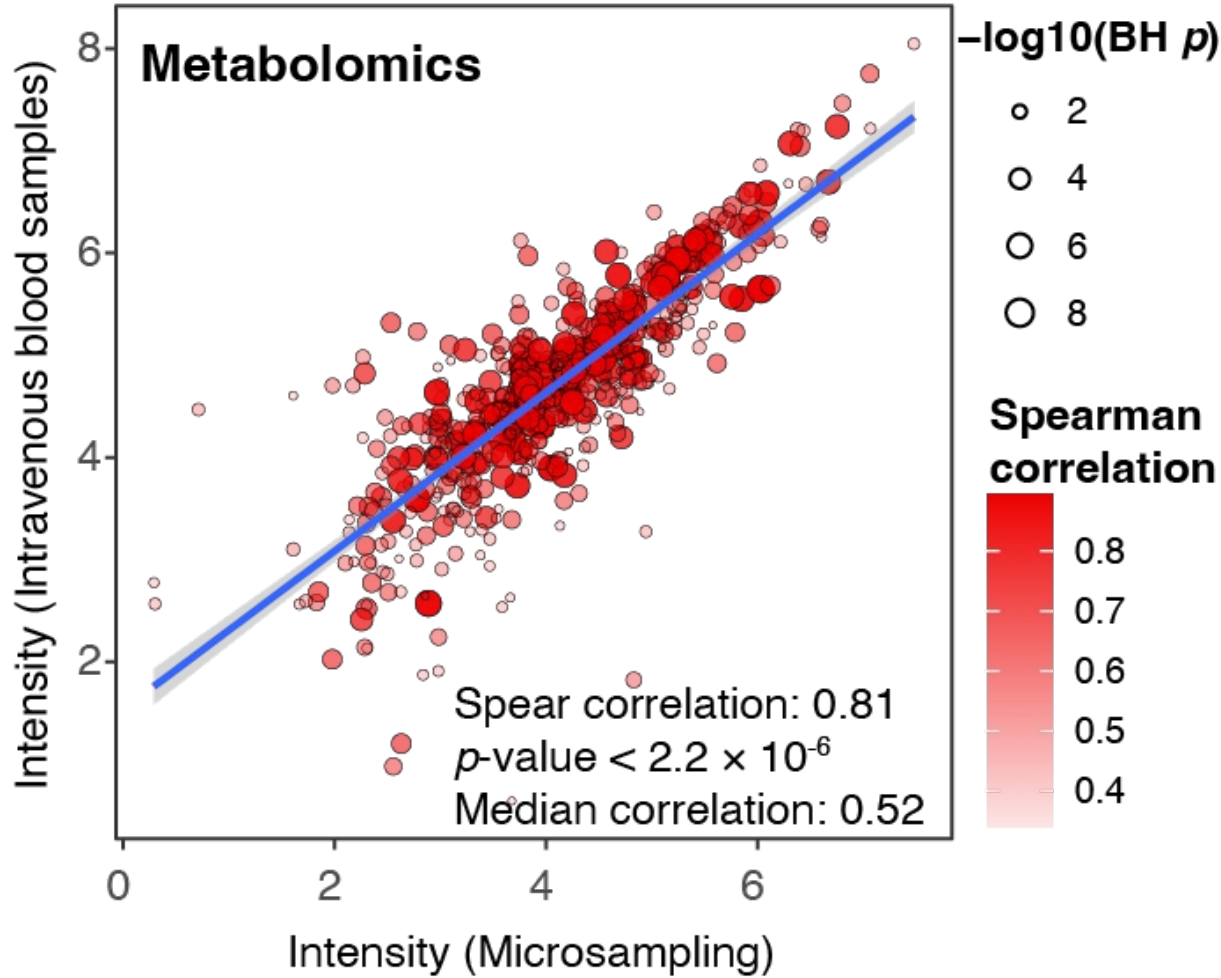 Metabolomics
Intensity (Intravenous blood samples)
8
6
4
2
0
2
4
6
Intensity (Microsampling)
Spear correlation: 0.81
p-value < 2.2 × 10⁻⁶
Median correlation: 0.52
−log10(BH p)
2
4
6
8
Spearman
correlation
0.8
0.7
0.6
0.5
0.4